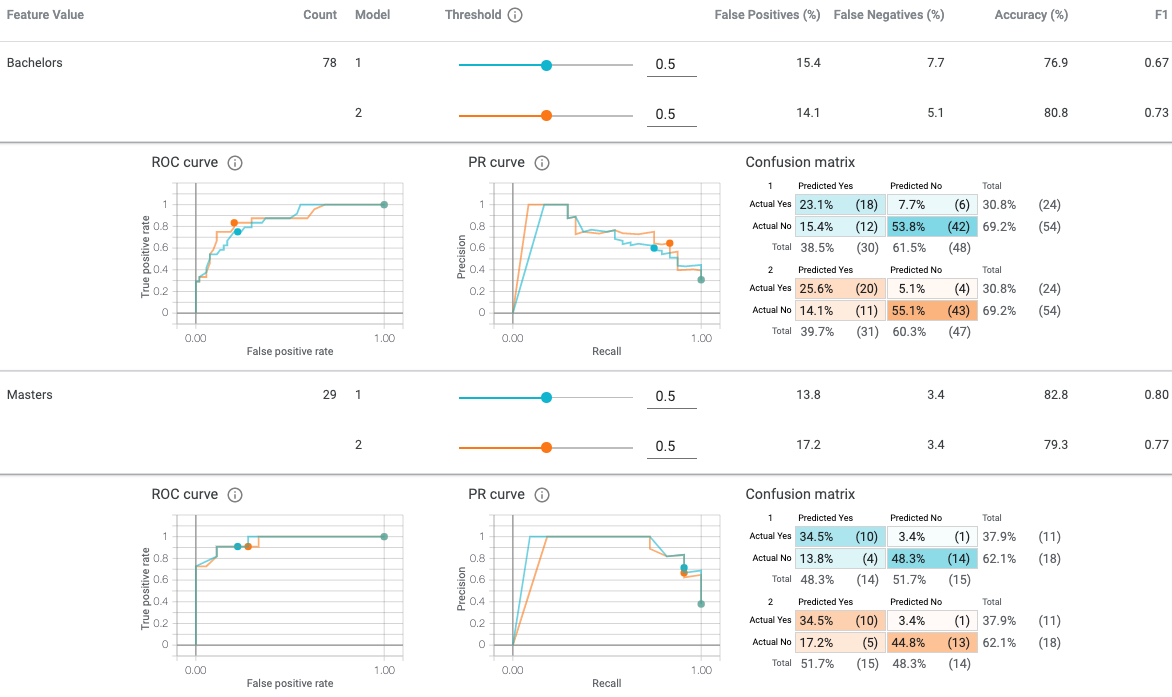 Feature Value Count Model Threshold False Positives (%) False Negatives (%) Accuracy (%) F1
Bachelors 78 1 0.5 15.4 7.7 76.9 0.67
2 0.5 14.1 5.1 80.8 0.73
ROC curve PR curve Confusion matrix
True positive rate
1
0.8
0.6
0.4
0.2
0
0.00 1.00
False positive rate
Precision
1
0.8
0.6
0.4
0.2
0
0.00 1.00
Recall
1 Predicted Yes Predicted No Total
Actual Yes 23.1% (18) 7.7% (6) 30.8% (24)
Actual No 15.4% (12) 53.8% (42) 69.2% (54)
Total 38.5% (30) 61.5% (48)
2 Predicted Yes Predicted No Total
Actual Yes 25.6% (20) 5.1% (4) 30.8% (24)
Actual No 14.1% (11) 55.1% (43) 69.2% (54)
Total 39.7% (31) 60.3% (47)
Masters 29 1 0.5 13.8 3.4 82.8 0.80
2 0.5 17.2 3.4 79.3 0.77
ROC curve PR curve Confusion matrix
True positive rate
1
0.8
0.6
0.4
0.2
0
0.00 1.00
False positive rate
Precision
1
0.8
0.6
0.4
0.2
0
0.00 1.00
Recall
1 Predicted Yes Predicted No Total
Actual Yes 34.5% (10) 3.4% (1) 37.9% (11)
Actual No 13.8% (4) 48.3% (14) 62.1% (18)
Total 48.3% (14) 51.7% (15)
2 Predicted Yes Predicted No Total
Actual Yes 34.5% (10) 3.4% (1) 37.9% (11)
Actual No 17.2% (5) 44.8% (13) 62.1% (18)
Total 51.7% (15) 48.3% (14)